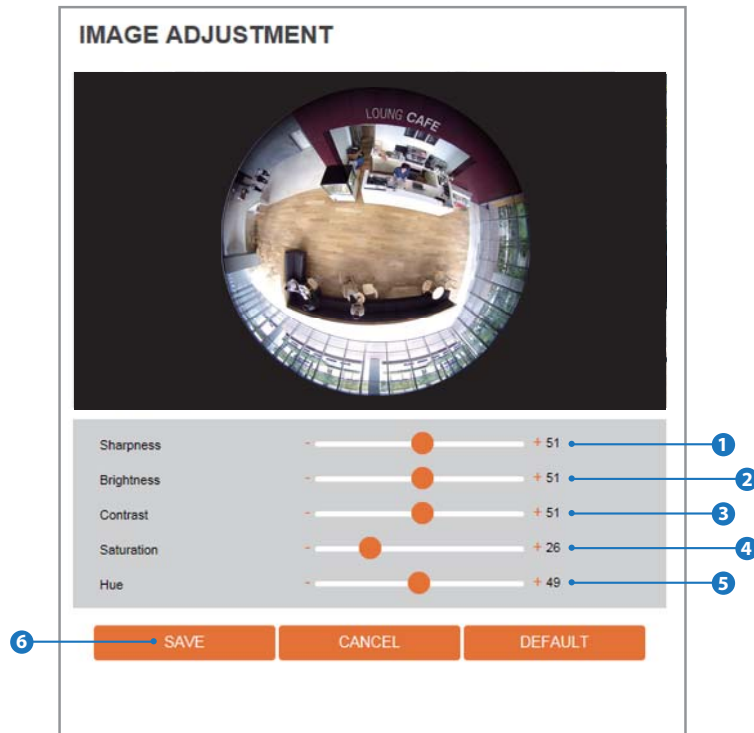 IMAGE ADJUSTMENT
LOUNG CAFE
Sharpness - + 51 1
Brightness - + 51 2
Contrast - + 51 3
Saturation - + 26 4
Hue - + 49 5
6 SAVE CANCEL DEFAULT